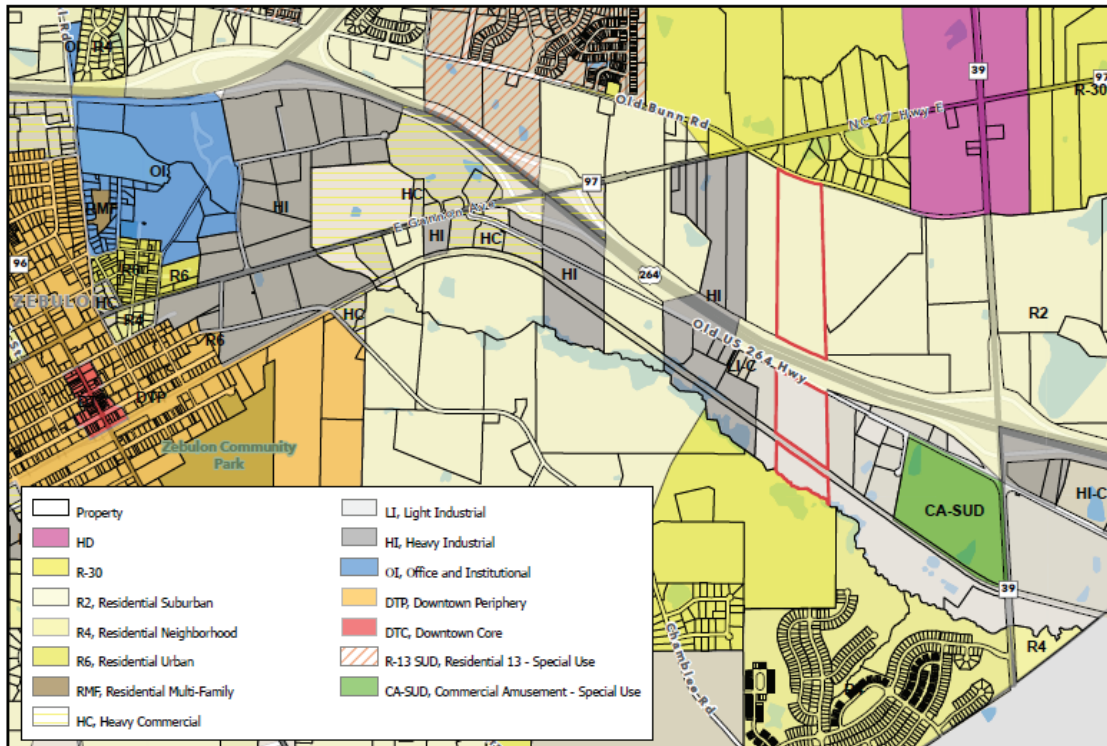 I-Rd
OI
R4
39
97
R-30
Old Bunn Rd
NC 97 Hwy E
OI
RMF
HI
HC
97
E Gannon Ave
HI
HC
R6
R6
96
HI
264
HI
ZEBULON
HC
R4
HC
R6
Old US 264 Hwy
R2
LI-C
St
DTP
Zebulon Community
Park
HI-C
CA-SUD
39
Chamblee Rd
R4
Property
HD
R-30
R2, Residential Suburban
R4, Residential Neighborhood
R6, Residential Urban
RMF, Residential Multi-Family
HC, Heavy Commercial
LI, Light Industrial
HI, Heavy Industrial
OI, Office and Institutional
DTP, Downtown Periphery
DTC, Downtown Core
R-13 SUD, Residential 13 - Special Use
CA-SUD, Commercial Amusement - Special Use